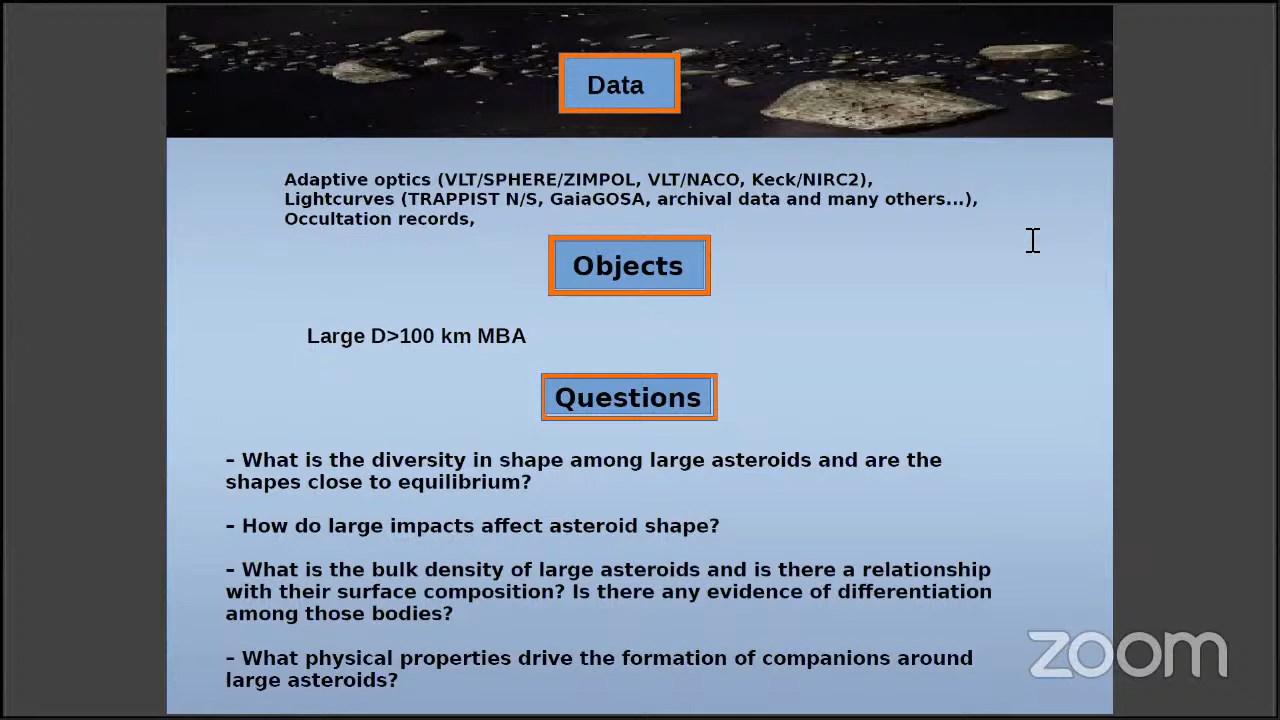 Data
Adaptive optics (VLT/SPHERE/ZIMPOL, VLT/NACO, Keck/NIRC2),
Lightcurves (TRAPPIST N/S, GaiaGOSA, archival data and many others...),
Occultation records,
Objects
Large D>100 km MBA
Questions
– What is the diversity in shape among large asteroids and are the
shapes close to equilibrium?
– How do large impacts affect asteroid shape?
– What is the bulk density of large asteroids and is there a relationship
with their surface composition? Is there any evidence of differentiation
among those bodies?
– What physical properties drive the formation of companions around
large asteroids?
zoom